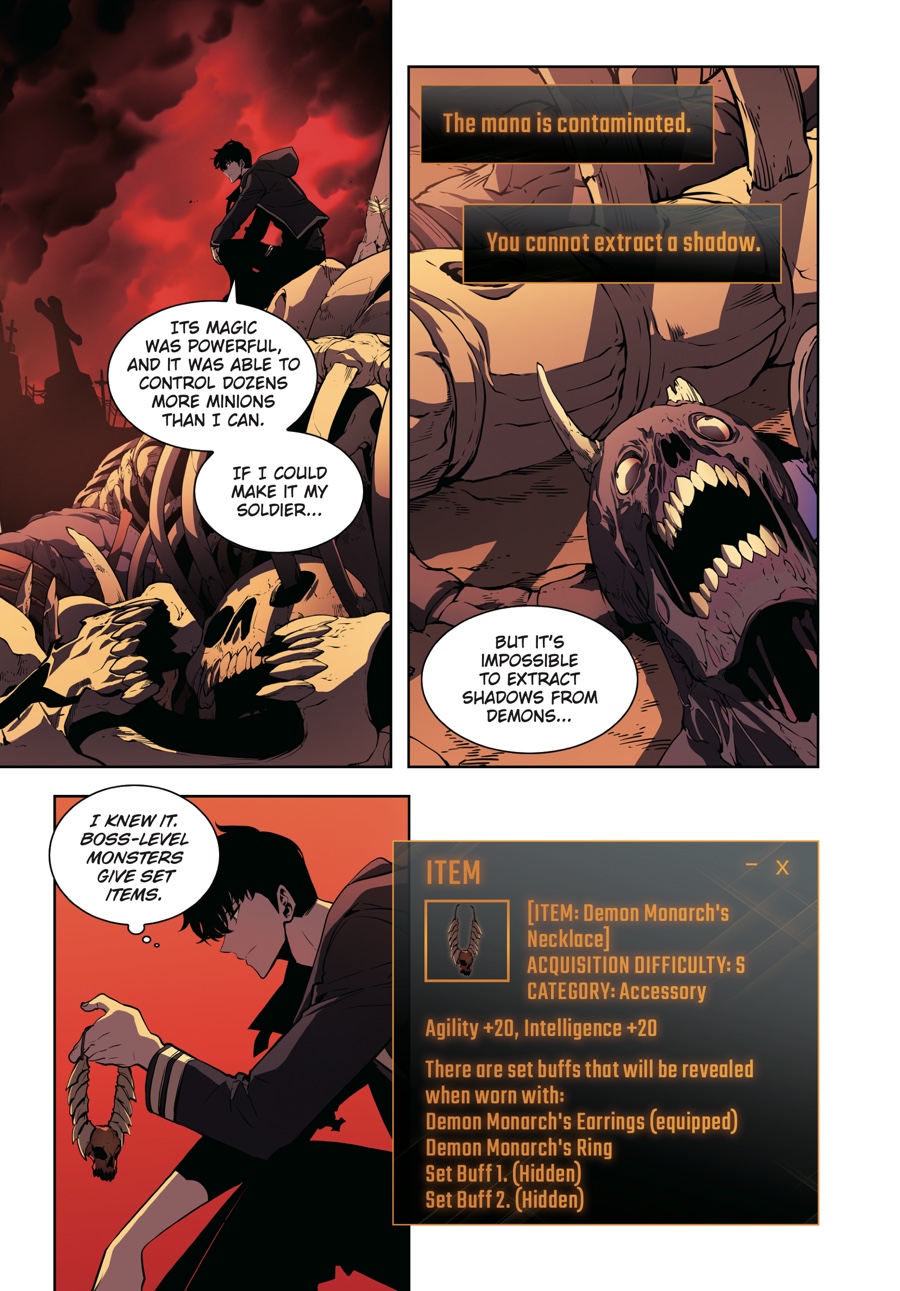 ITS MAGIC
WAS POWERFUL,
AND IT WAS ABLE TO
CONTROL DOZENS
MORE MINIONS
THAN I CAN.
IF I COULD
MAKE IT MY
SOLDIER...
The mana is contaminated.
You cannot extract a shadow.
BUT IT'S
IMPOSSIBLE
TO EXTRACT
SHADOWS FROM
DEMONS...
I KNEW IT.
BOSS-LEVEL
MONSTERS
GIVE SET
ITEMS.
ITEM
– X
[ITEM: Demon Monarch's
Necklace]
ACQUISITION DIFFICULTY: S
CATEGORY: Accessory
Agility +20, Intelligence +20
There are set buffs that will be revealed
when worn with:
Demon Monarch's Earrings (equipped)
Demon Monarch's Ring
Set Buff 1. (Hidden)
Set Buff 2. (Hidden)